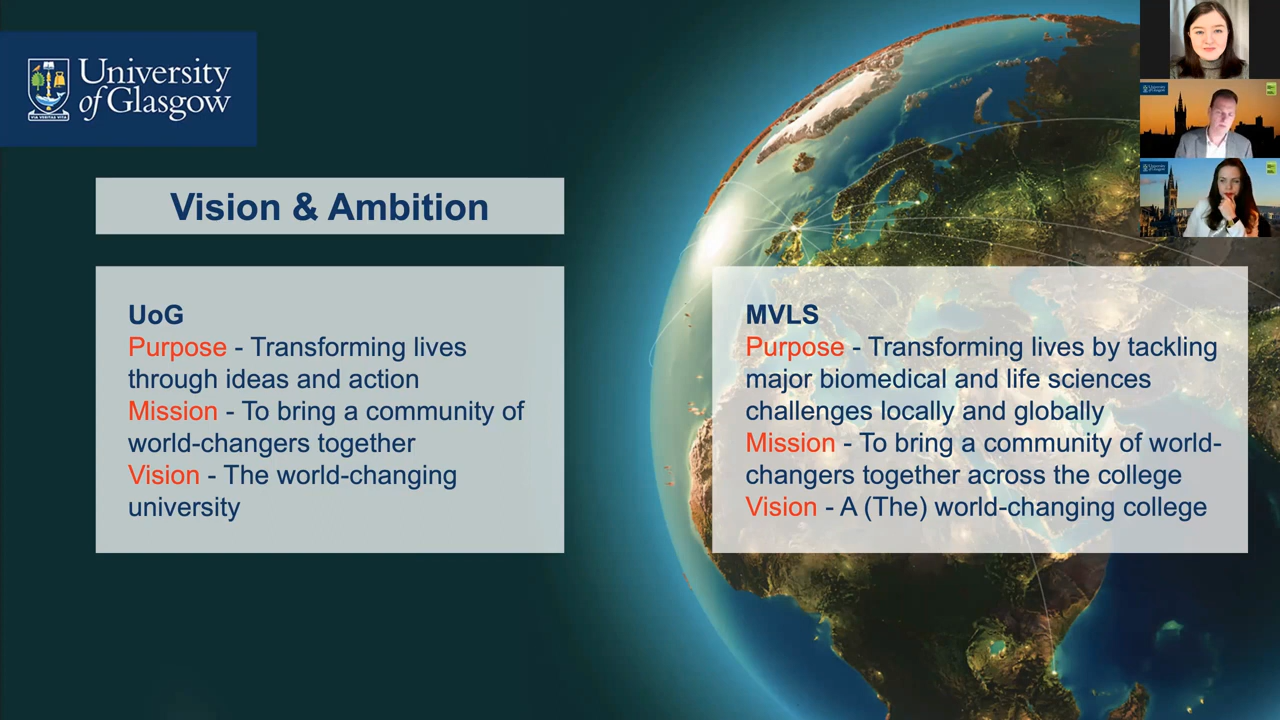 University
of Glasgow
VIA VERITAS VITA
Vision & Ambition
UoG
Purpose - Transforming lives
through ideas and action
Mission - To bring a community of
world-changers together
Vision - The world-changing
university
MVLS
Purpose - Transforming lives by tackling
major biomedical and life sciences
challenges locally and globally
Mission - To bring a community of world-
changers together across the college
Vision - A (The) world-changing college